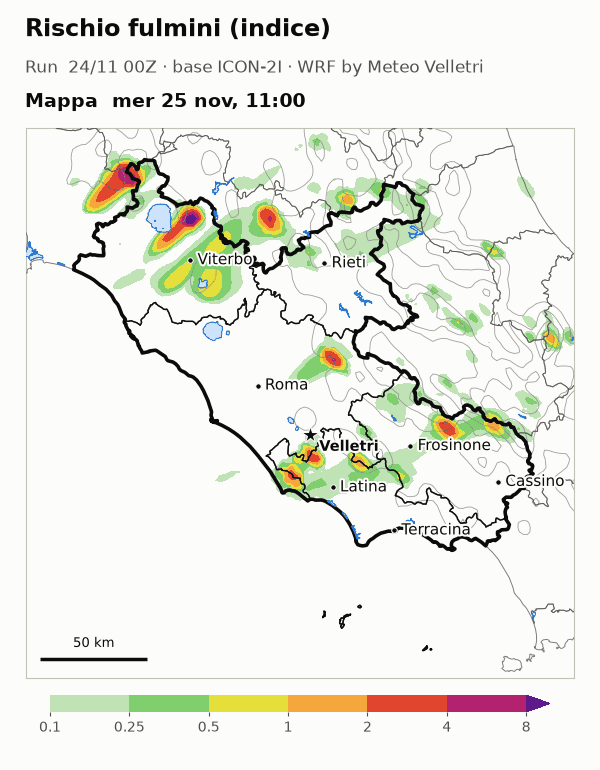 Rischio fulmini (indice)
Run 24/11 00Z · base ICON-2I · WRF by Meteo Velletri
Mappa mer 25 nov, 11:00
Viterbo
Rieti
Roma
Velletri
Frosinone
Latina
Cassino
Terracina
50 km
0.1 0.25 0.5 1 2 4 8